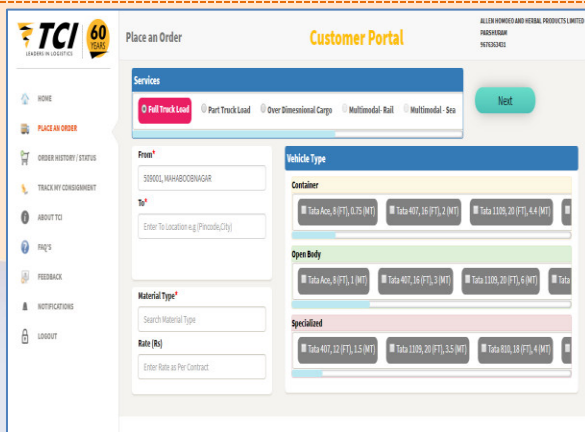 TCI
LEADERS IN LOGISTICS
60
YEARS
Place an Order
Customer Portal
ALLEN HOMOEO AND HERBAL PRODUCTS LIMITED
PARSHURAM
9676363431
HOME
PLACE AN ORDER
ORDER HISTORY / STATUS
TRACK MY CONSIGNMENT
ABOUT TCI
FAQ'S
FEEDBACK
NOTIFICATIONS
LOGOUT
Services
Full Truck Load Part Truck Load Over Dimesnional Cargo Multimodal- Rail Multimodal - Sea
Next
From*
509001, MAHABOOBNAGAR
To*
Enter To Location e.g (Pincode,City)
Material Type*
Search Material Type
Rate (Rs)
Enter Rate as Per Contract
Vehicle Type
Container
Tata Ace, 8 (FT), 0.75 (MT) Tata 407, 16 (FT), 2 (MT) Tata 1109, 20 (FT), 4.4 (MT)
Open Body
Tata Ace, 8 (FT), 1 (MT) Tata 407, 16 (FT),3 (MT) Tata 1109, 20 (FT), 6 (MT) Tata
Specialized
Tata 407, 12 (FT), 1.5 (MT) Tata 1109, 20 (FT), 3.5 (MT) Tata 810, 18 (FT), 4 (MT)